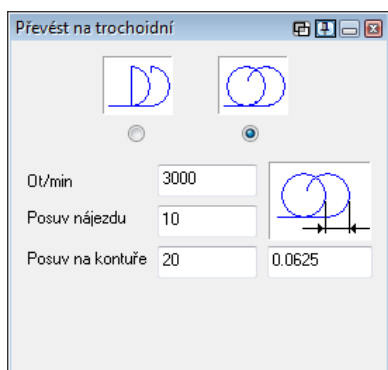 Převést na trochoidní
Ot/min 3000
Posuv nájezdu 10
Posuv na kontuře 20 0.0625